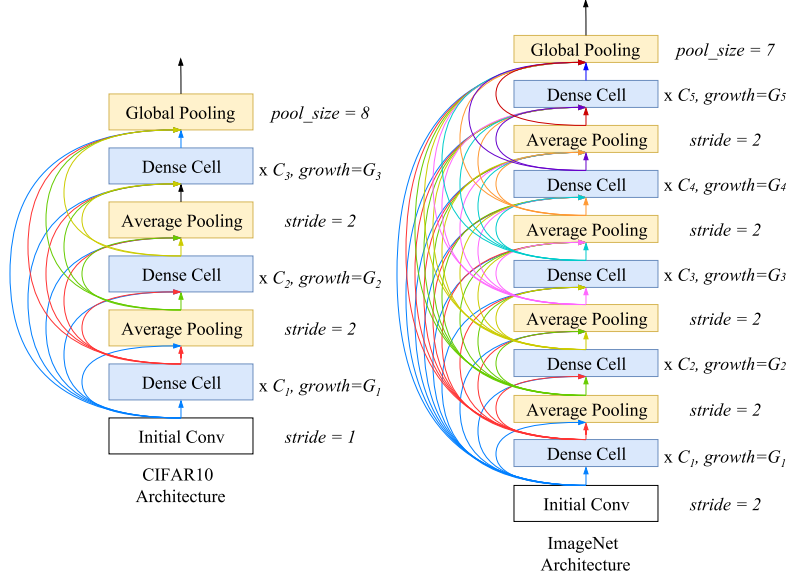 Global Pooling
pool_size = 8
Dense Cell
x C3, growth=G3
Average Pooling
stride = 2
Dense Cell
x C2, growth=G2
Average Pooling
stride = 2
Dense Cell
x C1, growth=G1
Initial Conv
stride = 1
CIFAR10
Architecture
Global Pooling
pool_size = 7
Dense Cell
x C5, growth=G5
Average Pooling
stride = 2
Dense Cell
x C4, growth=G4
Average Pooling
stride = 2
Dense Cell
x C3, growth=G3
Average Pooling
stride = 2
Dense Cell
x C2, growth=G2
Average Pooling
stride = 2
Dense Cell
x C1, growth=G1
Initial Conv
stride = 2
ImageNet
Architecture